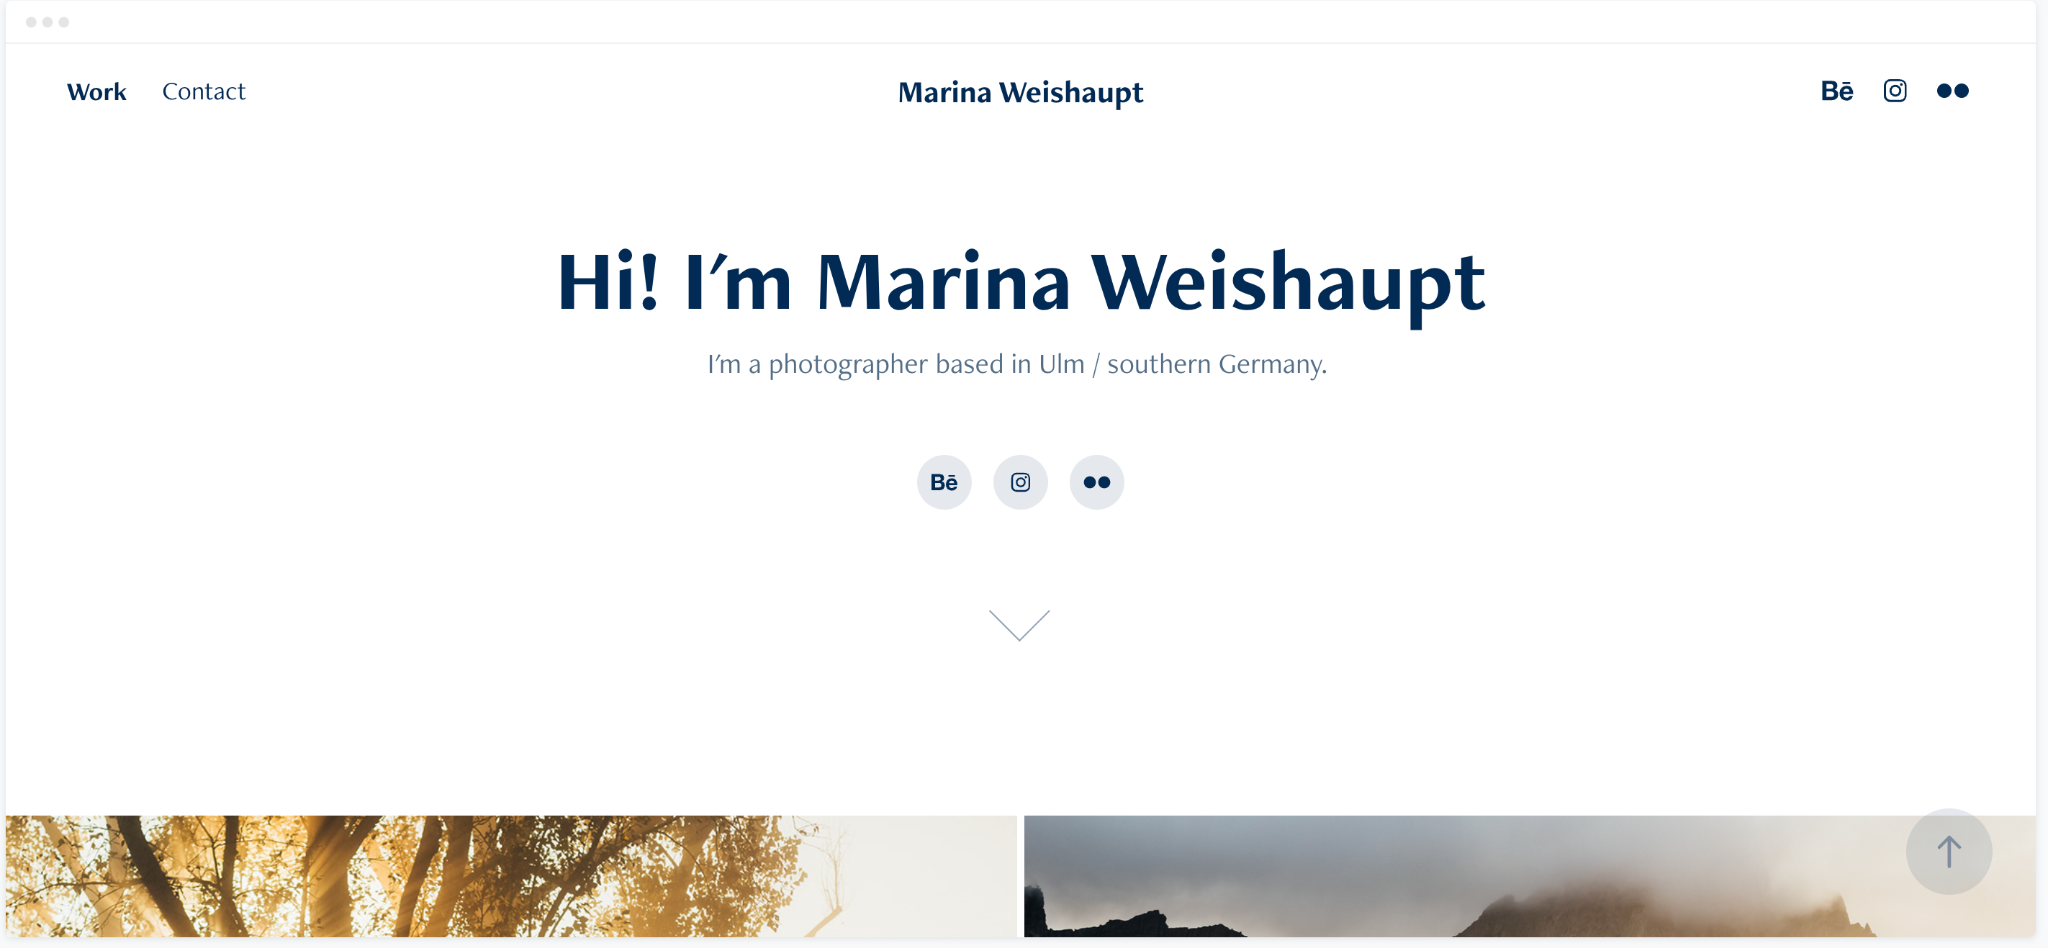 Work Contact Marina Weishaupt Bē
Hi! I'm Marina Weishaupt
I'm a photographer based in Ulm / southern Germany.
Bē